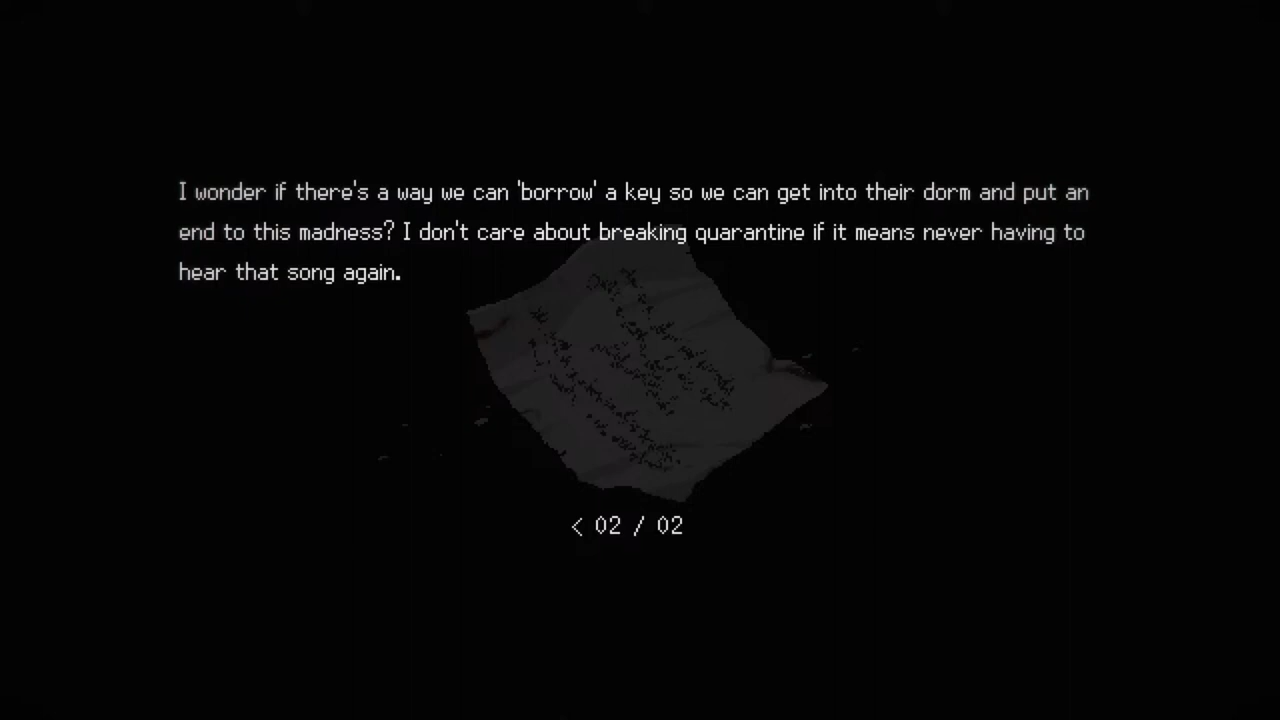 I wonder if there's a way we can 'borrow' a key so we can get into their dorm and put an
end to this madness? I don't care about breaking quarantine if it means never having to
hear that song again.
< 02 / 02